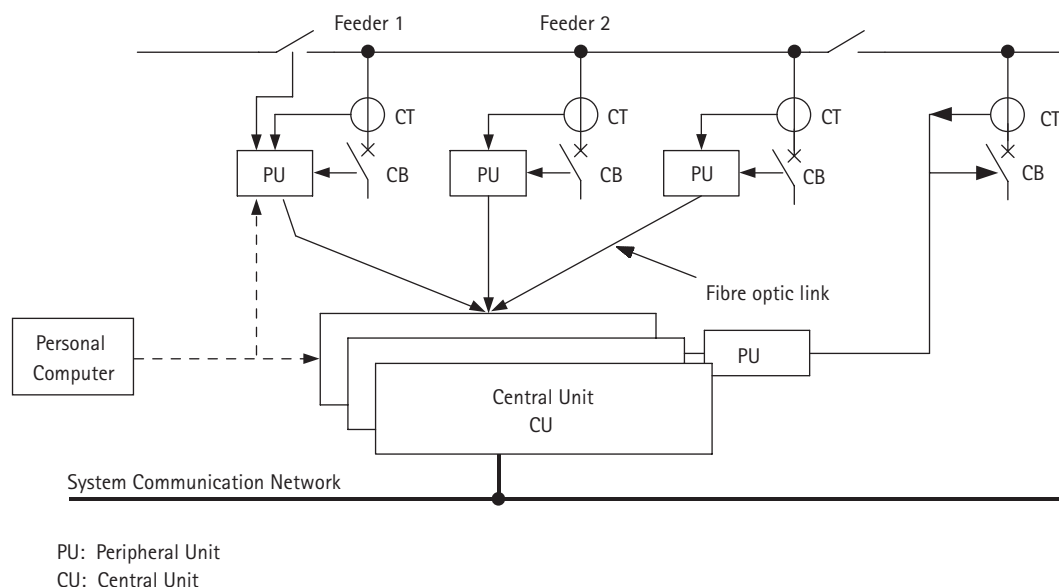 Feeder 1
Feeder 2
CT
CT
CT
CT
PU
CB
PU
CB
PU
CB
CB
Fibre optic link
Personal
Computer
PU
Central Unit
CU
System Communication Network
PU: Peripheral Unit
CU: Central Unit